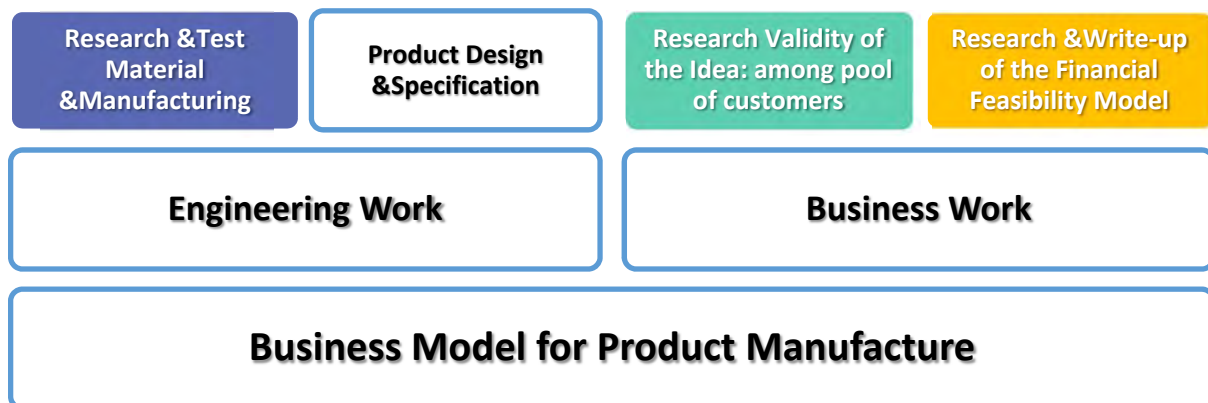 Research &Test
Material
&Manufacturing
Product Design
&Specification
Research Validity of
the Idea: among pool
of customers
Research &Write-up
of the Financial
Feasibility Model
Engineering Work
Business Work
Business Model for Product Manufacture